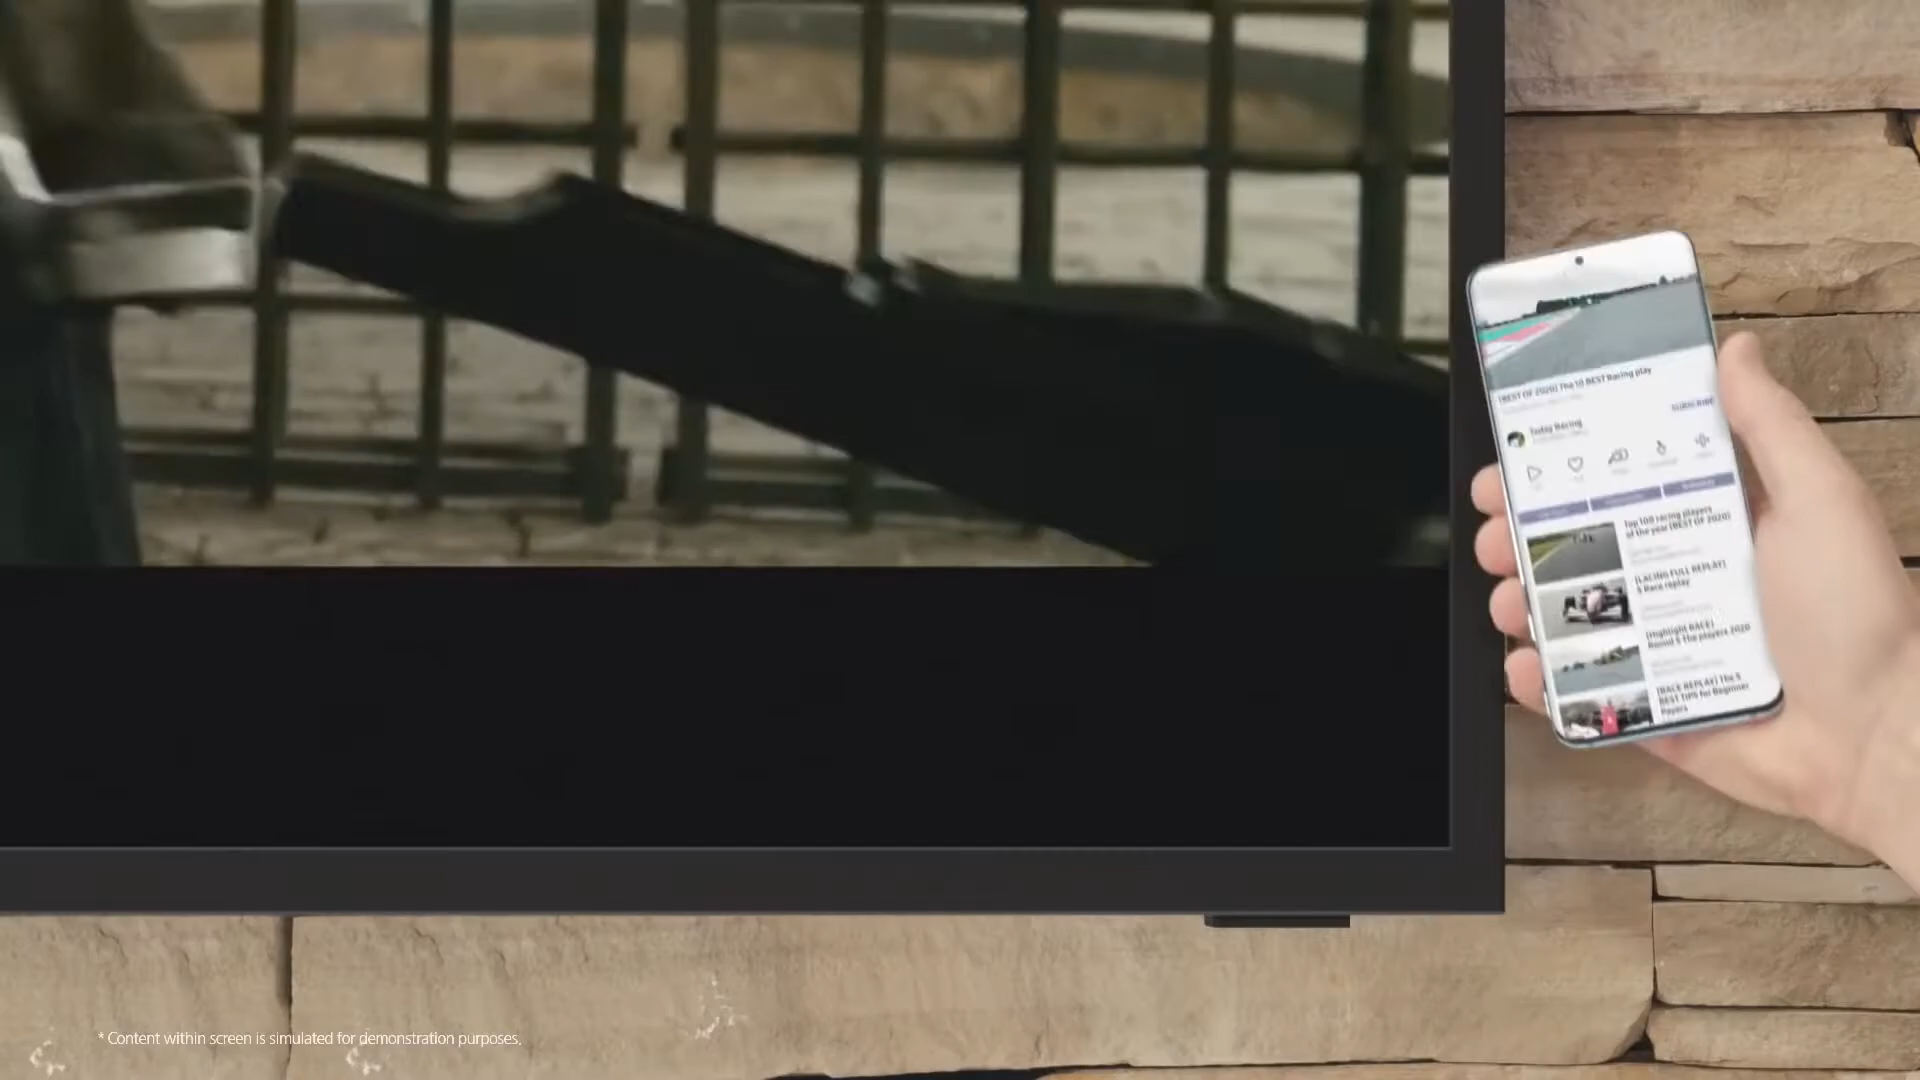 [BEST OF 2020] The 10 BEST Racing play
SUBSCRIBE
Today Racing
Top 100 racing players
of the year [BEST OF 2020]
[LACING FULL REPLAY]
5 Race replay
[Highlight RACE]
Round 5 The players 2020
[RACE REPLAY] The 5
BEST TIPS for Beginner
Payers
* Content within screen is simulated for demonstration purposes.